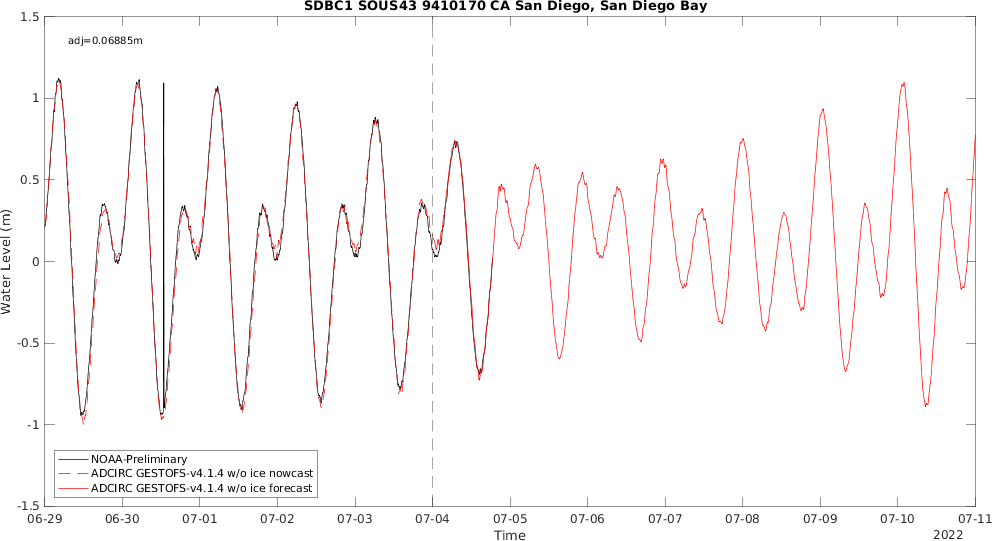 SDBC1 SOUS43 9410170 CA San Diego, San Diego Bay
adj=0.06885m
Water Level (m)
1.5
1
0.5
0
-0.5
-1
-1.5
NOAA-Preliminary
ADCIRC GESTOFS-v4.1.4 w/o ice nowcast
ADCIRC GESTOFS-v4.1.4 w/o ice forecast
06-29 06-30 07-01 07-02 07-03 07-04 07-05 07-06 07-07 07-08 07-09 07-10 07-11
Time
2022